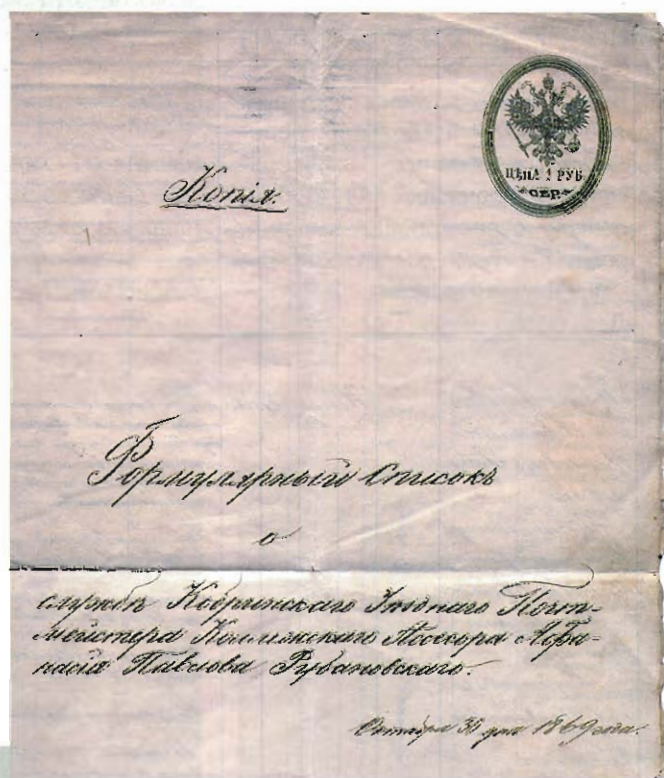 ЦѢНА 1 РУБ.
СЕР.
Копія.
Формулярный Списокъ
о
службѣ Кобринскаго Уѣзднаго Почт-
мейстера Коллежскаго Ассесора Афа-
насія Павлова Рубановскаго.
Октября 30 дня 1869 года.